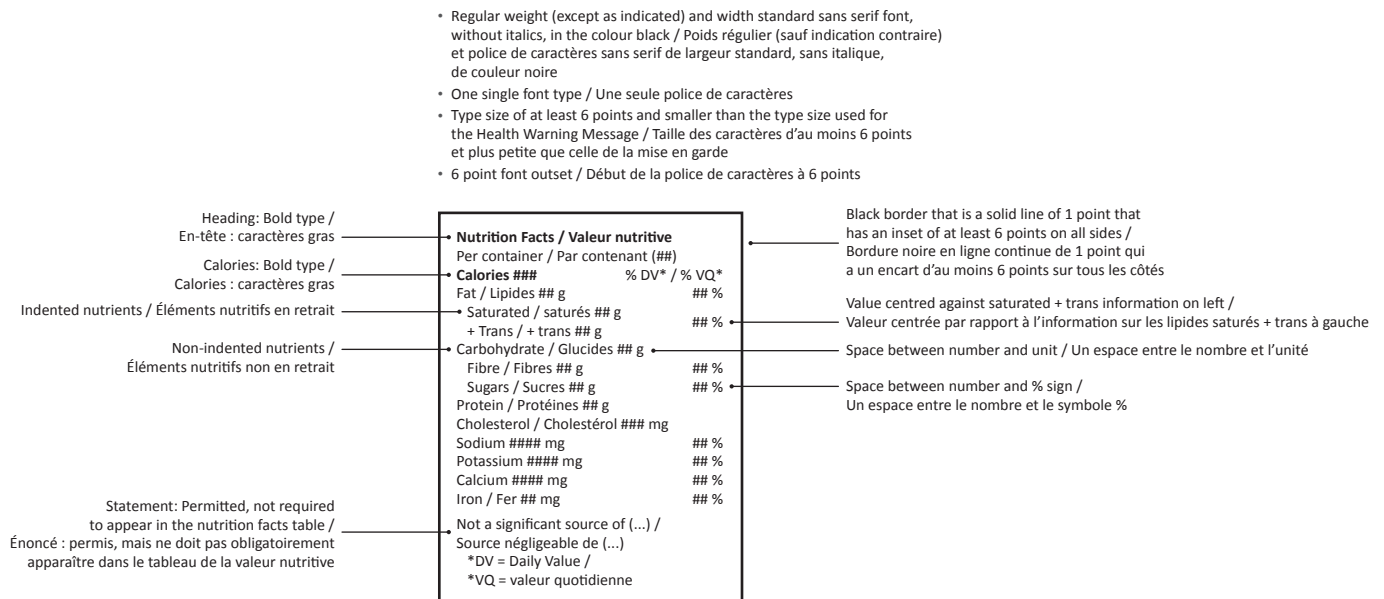 • Regular weight (except as indicated) and width standard sans serif font,
without italics, in the colour black / Poids régulier (sauf indication contraire)
et police de caractères sans serif de largeur standard, sans italique,
de couleur noire
• One single font type / Une seule police de caractères
• Type size of at least 6 points and smaller than the type size used for
the Health Warning Message / Taille des caractères d'au moins 6 points
et plus petite que celle de la mise en garde
• 6 point font outset / Début de la police de caractères à 6 points
Heading: Bold type /
En-tête : caractères gras
Calories: Bold type /
Calories : caractères gras
Indented nutrients / Éléments nutritifs en retrait
Non-indented nutrients /
Éléments nutritifs non en retrait
Statement: Permitted, not required
to appear in the nutrition facts table /
Énoncé : permis, mais ne doit pas obligatoirement
apparaître dans le tableau de la valeur nutritive
Nutrition Facts / Valeur nutritive
Per container / Par contenant (##)
Calories ### % DV* / % VQ*
Fat / Lipides ## g ## %
Saturated / saturés ## g
+ Trans / + trans ## g ## %
Carbohydrate / Glucides ## g
Fibre / Fibres ## g ## %
Sugars / Sucres ## g ## %
Protein / Protéines ## g
Cholesterol / Cholestérol ### mg
Sodium #### mg ## %
Potassium #### mg ## %
Calcium #### mg ## %
Iron / Fer ## mg ## %
Not a significant source of (...) /
Source négligeable de (...)
*DV = Daily Value /
*VQ = valeur quotidienne
Black border that is a solid line of 1 point that
has an inset of at least 6 points on all sides /
Bordure noire en ligne continue de 1 point qui
a un encart d'au moins 6 points sur tous les côtés
Value centred against saturated + trans information on left /
Valeur centrée par rapport à l'information sur les lipides saturés + trans à gauche
Space between number and unit / Un espace entre le nombre et l'unité
Space between number and % sign /
Un espace entre le nombre et le symbole %